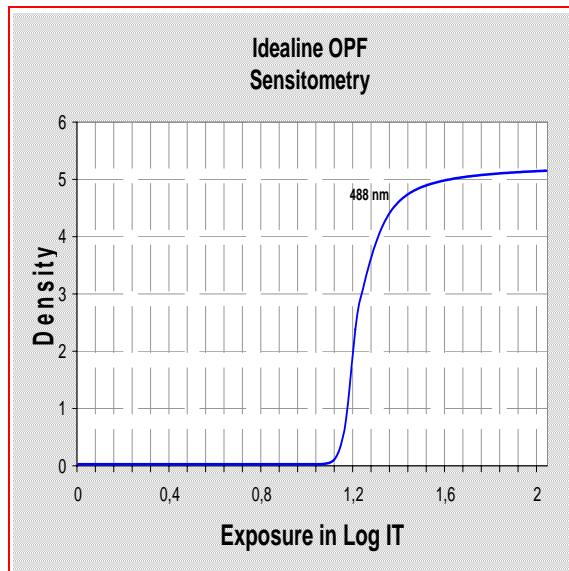 Idealine OPF
Sensitometry
6
5
4
3
2
1
0
Density
488 nm
0 0,4 0,8 1,2 1,6 2
Exposure in Log IT